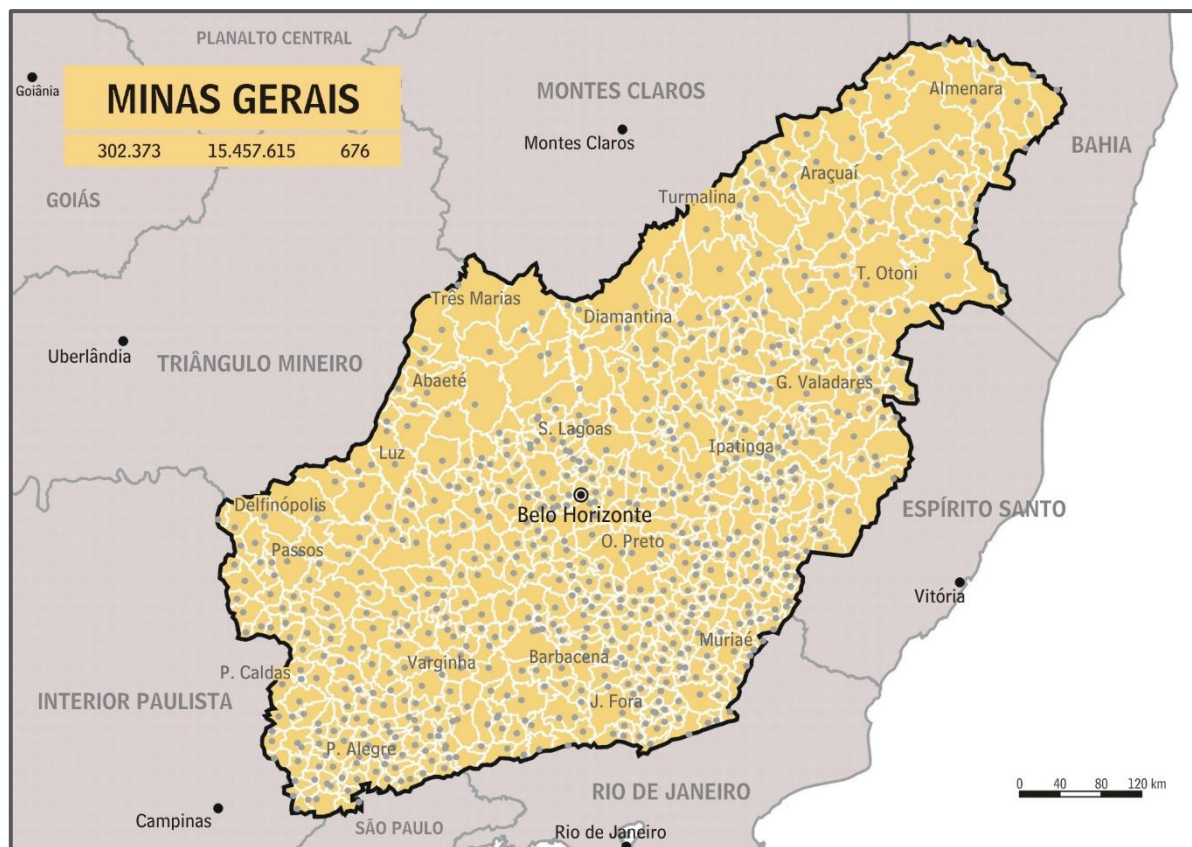 PLANALTO CENTRAL
Goiânia
MINAS GERAIS
302.373 15.457.615 676
MONTES CLAROS
Montes Claros
Almenara
BAHIA
GOIÁS
Araçuaí
Turmalina
T. Otoni
Três Marias
Diamantina
Uberlândia
TRIÂNGULO MINEIRO
Abaeté
G. Valadares
S. Lagoas
Ipatinga
Luz
Delfinópolis
Belo Horizonte
ESPÍRITO SANTO
Passos
O. Preto
Vitória
Muriaé
Varginha
Barbacena
P. Caldas
INTERIOR PAULISTA
J. Fora
P. Alegre
RIO DE JANEIRO
0 40 80 120 km
Campinas
SÃO PAULO
Rio de Janeiro